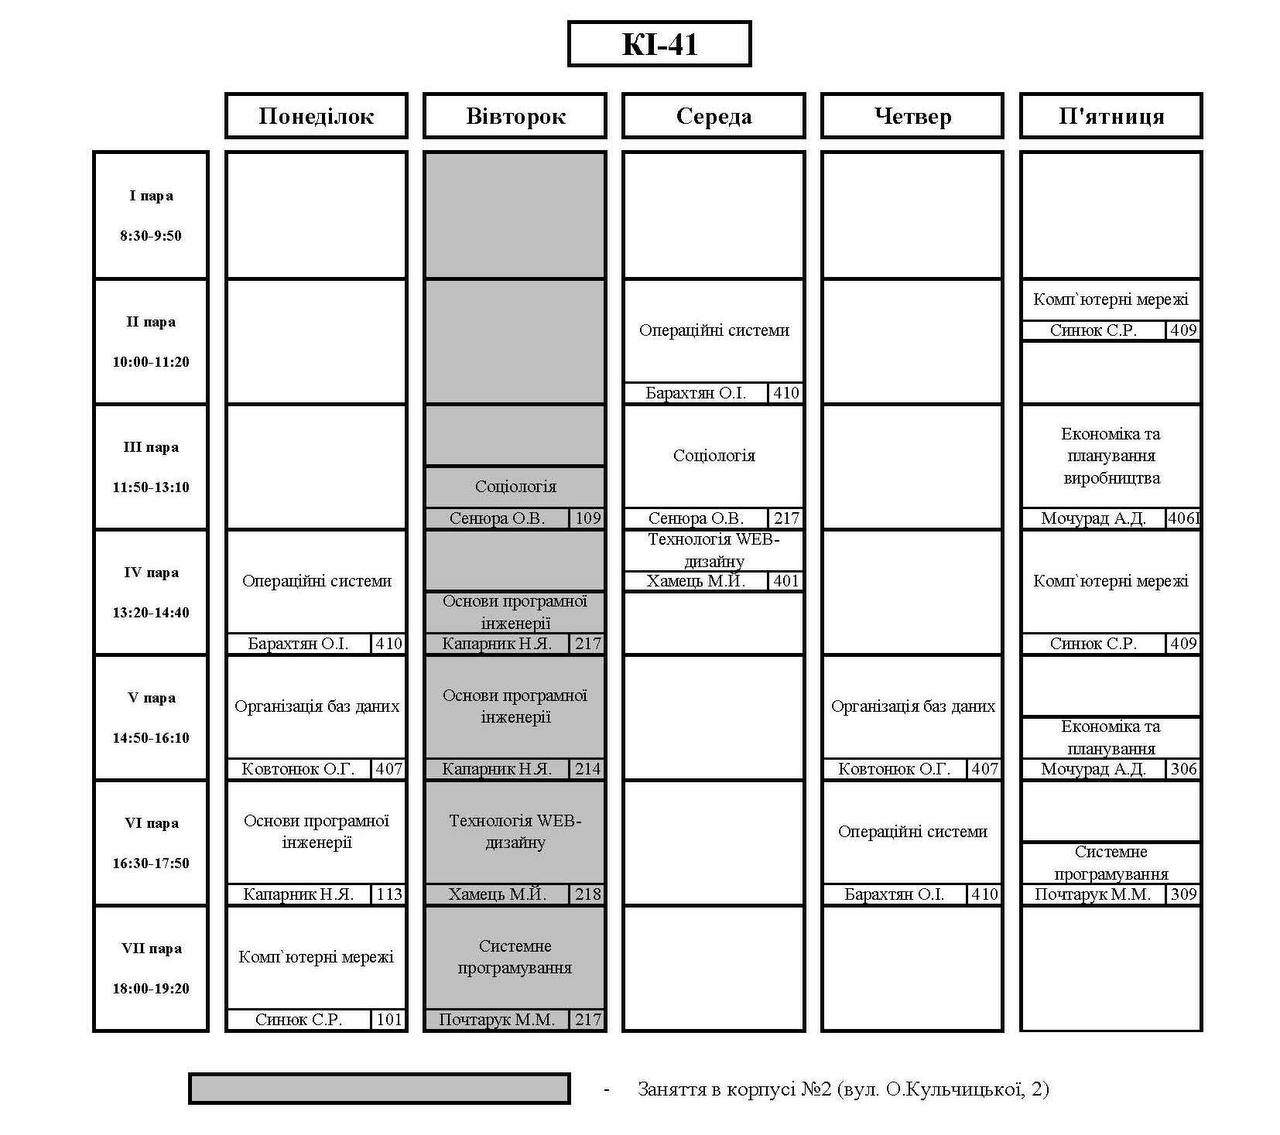 КІ-41
Понеділок
Вівторок
Середа
Четвер
П'ятниця
I пара
8:30-9:50
II пара
10:00-11:20
Операційні системи
Барахтян О.І. 410
Комп`ютерні мережі
Синюк С.Р. 409
III пара
11:50-13:10
Соціологія
Сенюра О.В. 109
Соціологія
Сенюра О.В. 217
Економіка та
планування
виробництва
Мочурад А.Д. 406І
IV пара
13:20-14:40
Операційні системи
Барахтян О.І. 410
Основи програмної
інженерії
Капарник Н.Я. 217
Технологія WEB-
дизайну
Хамець М.Й. 401
Комп`ютерні мережі
Синюк С.Р. 409
V пара
14:50-16:10
Організація баз даних
Ковтонюк О.Г. 407
Основи програмної
інженерії
Капарник Н.Я. 214
Організація баз даних
Ковтонюк О.Г. 407
Економіка та
планування
Мочурад А.Д. 306
VI пара
16:30-17:50
Основи програмної
інженерії
Капарник Н.Я. 113
Технологія WEB-
дизайну
Хамець М.Й. 218
Операційні системи
Барахтян О.І. 410
Системне
програмування
Почтарук М.М. 309
VII пара
18:00-19:20
Комп`ютерні мережі
Синюк С.Р. 101
Системне
програмування
Почтарук М.М. 217
- Заняття в корпусі №2 (вул. О.Кульчицької, 2)